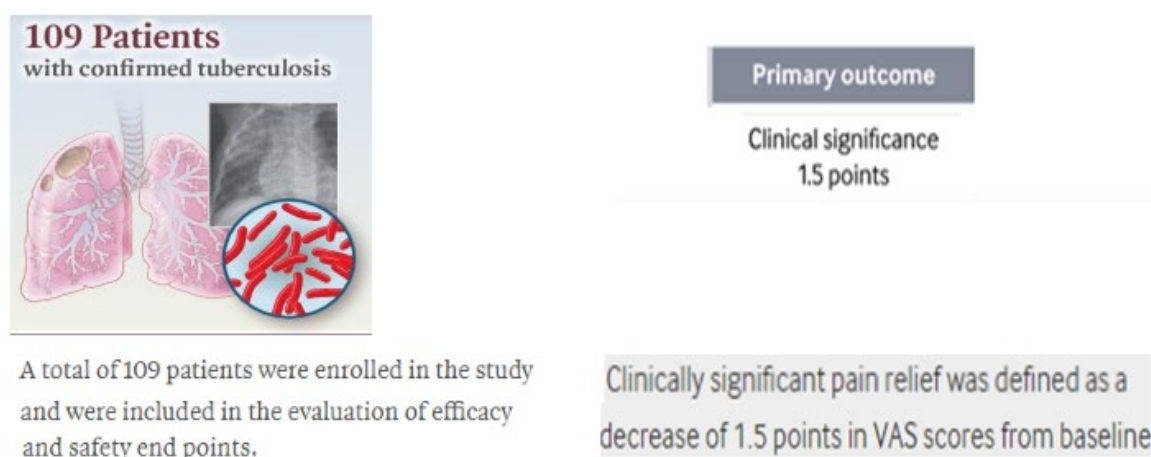 109 Patients
with confirmed tuberculosis
A total of 109 patients were enrolled in the study
and were included in the evaluation of efficacy
and safety end points.
Primary outcome
Clinical significance
1.5 points
Clinically significant pain relief was defined as a
decrease of 1.5 points in VAS scores from baseline